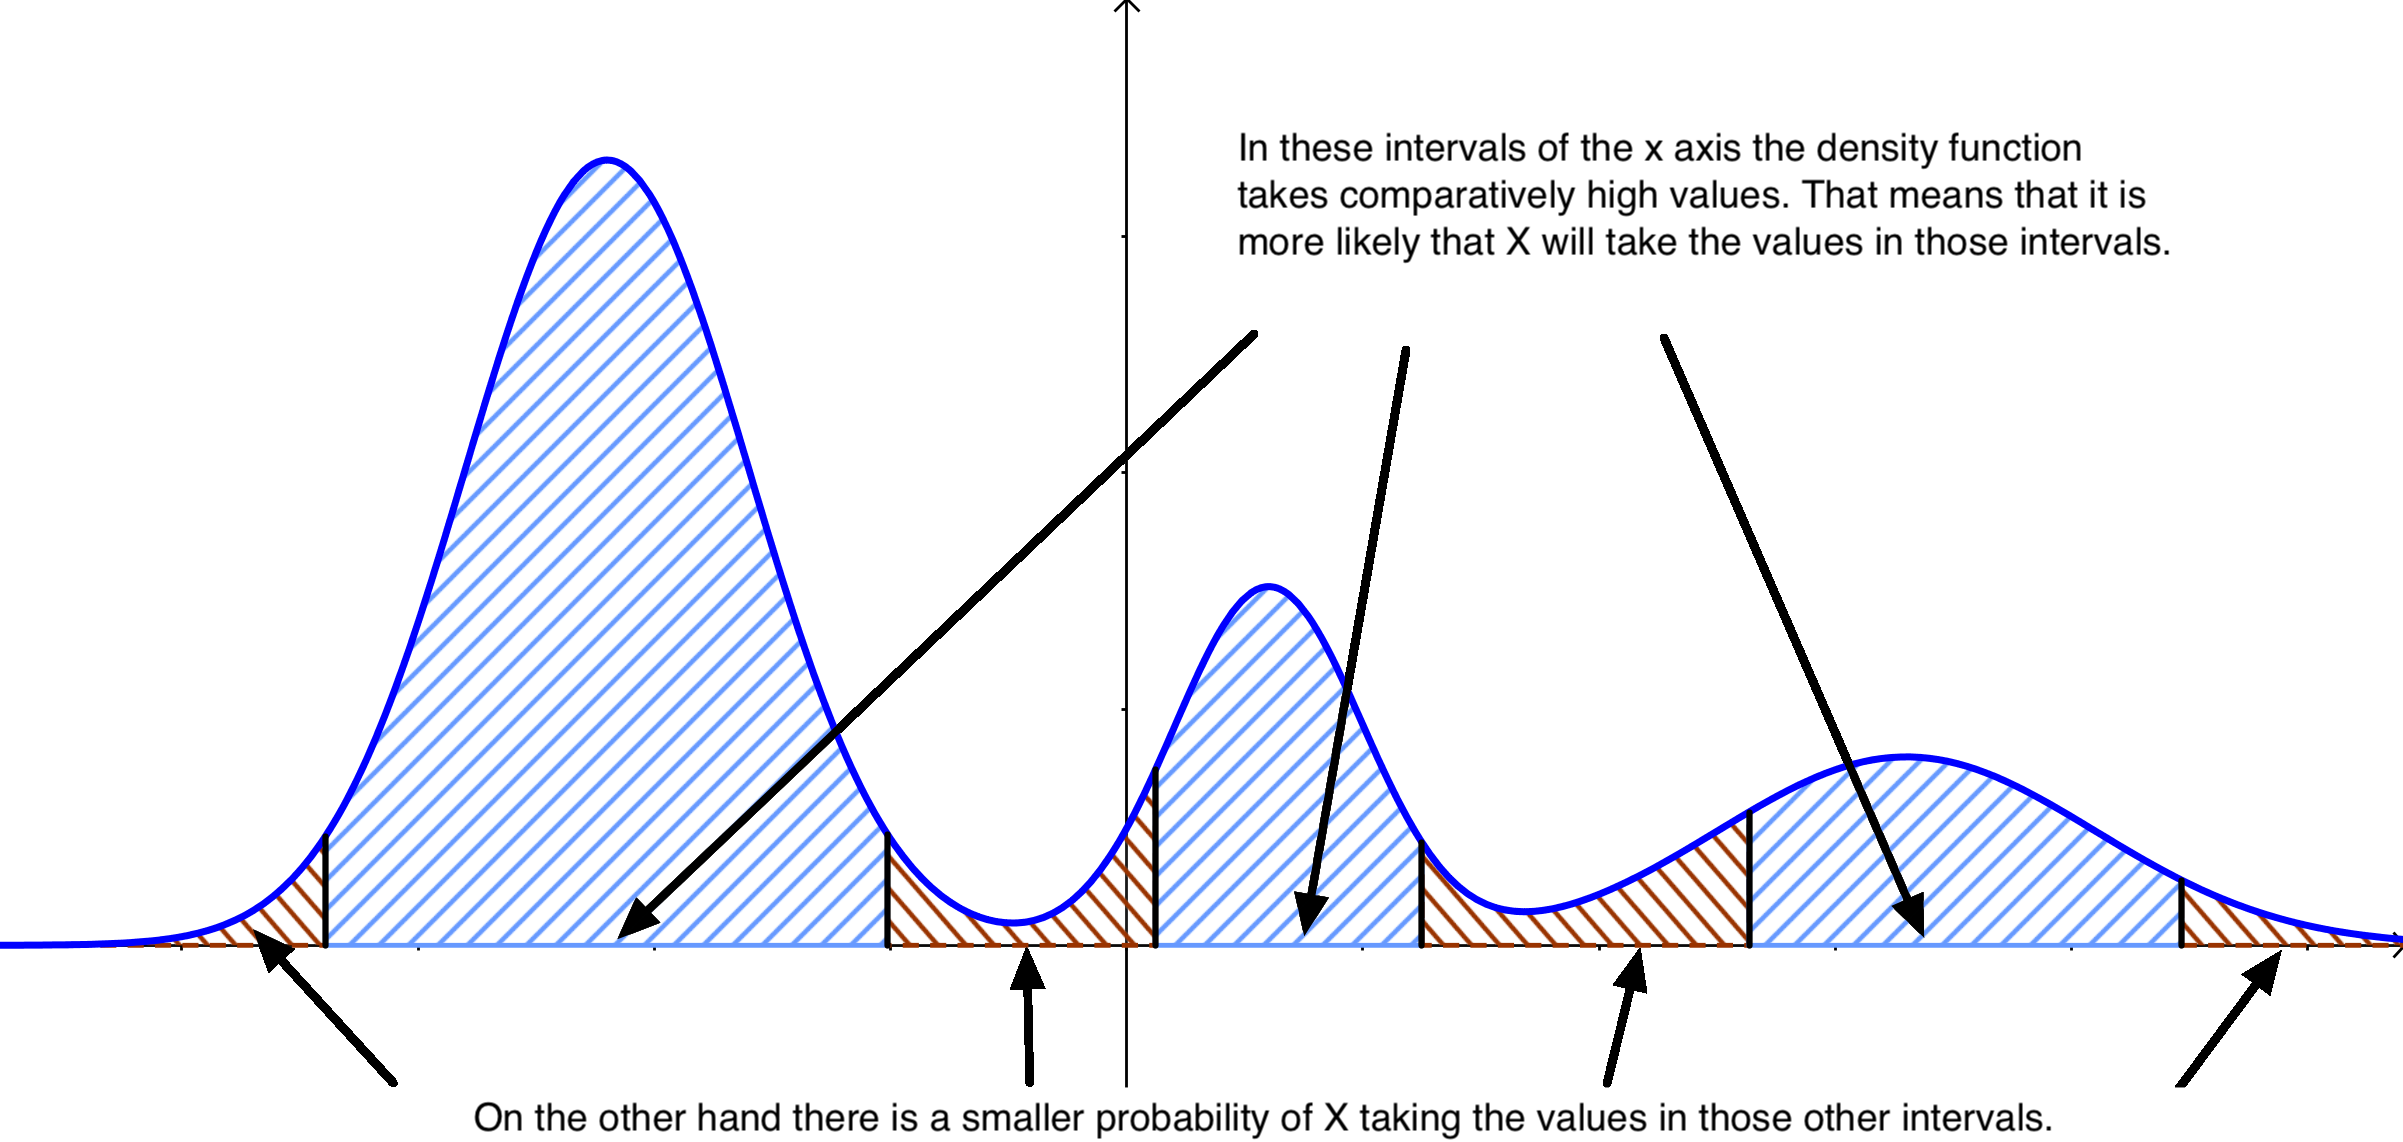 In these intervals of the x axis the density function
takes comparatively high values. That means that it is
more likely that X will take the values in those intervals.
On the other hand there is a smaller probability of X taking the values in those other intervals.